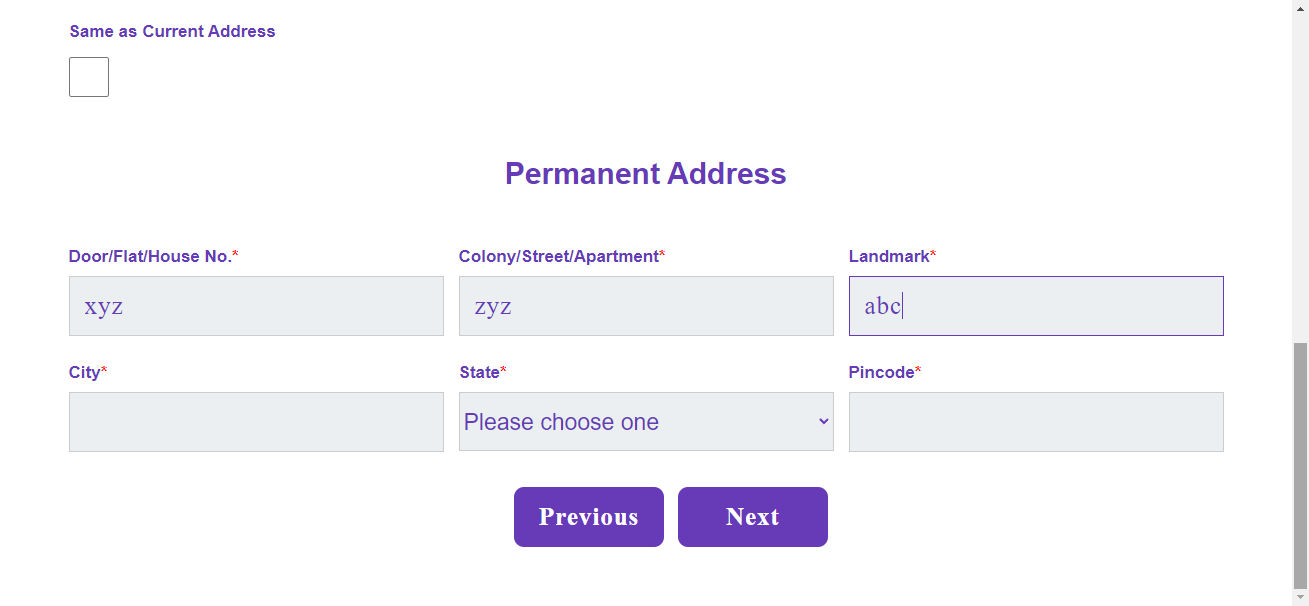 Same as Current Address
Permanent Address
Door/Flat/House No.* Colony/Street/Apartment* Landmark*
xyz zyz abc
City* State* Pincode*
Please choose one
Previous Next